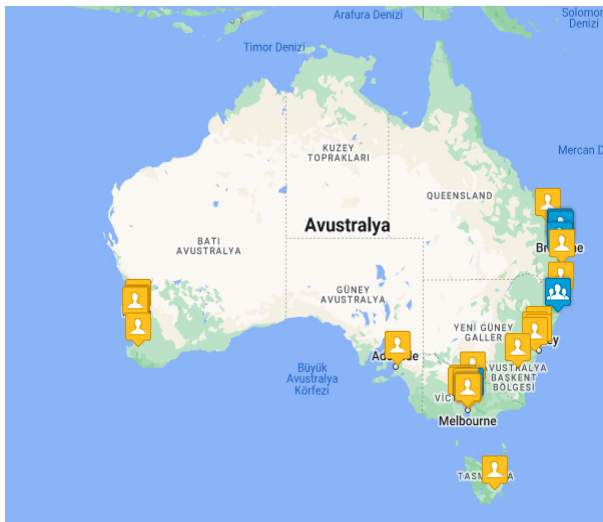 Arafura Denizi
Solomon
Denizi
Timor Denizi
Mercan D
KUZEY
TOPRAKLARI
QUEENSLAND
Avustralya
BATI
AVUSTRALYA
GÜNEY
AVUSTRALYA
YENİ GÜNEY
GALLER
Büyük
Avustralya
Körfezi
AVUSTRALYA
BAŞKENT
BÖLGESİ
Melbourne